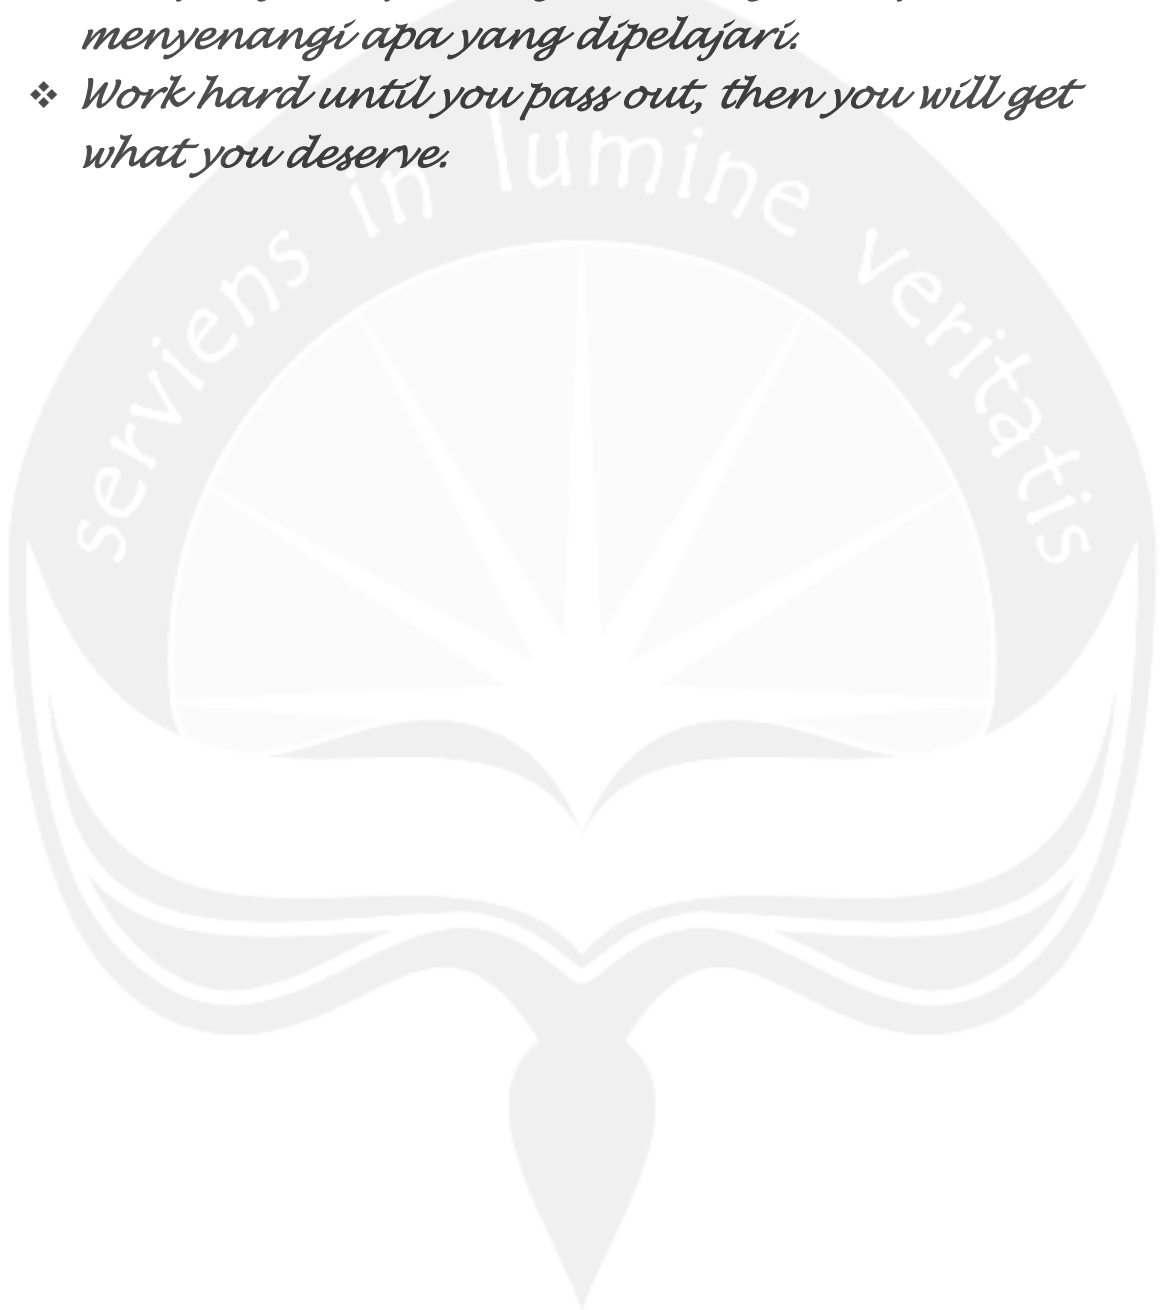 menyenangi apa yang dipelajari.
❖ Work hard until you pass out, then you will get
what you deserve.
serviens in lumine veritatis